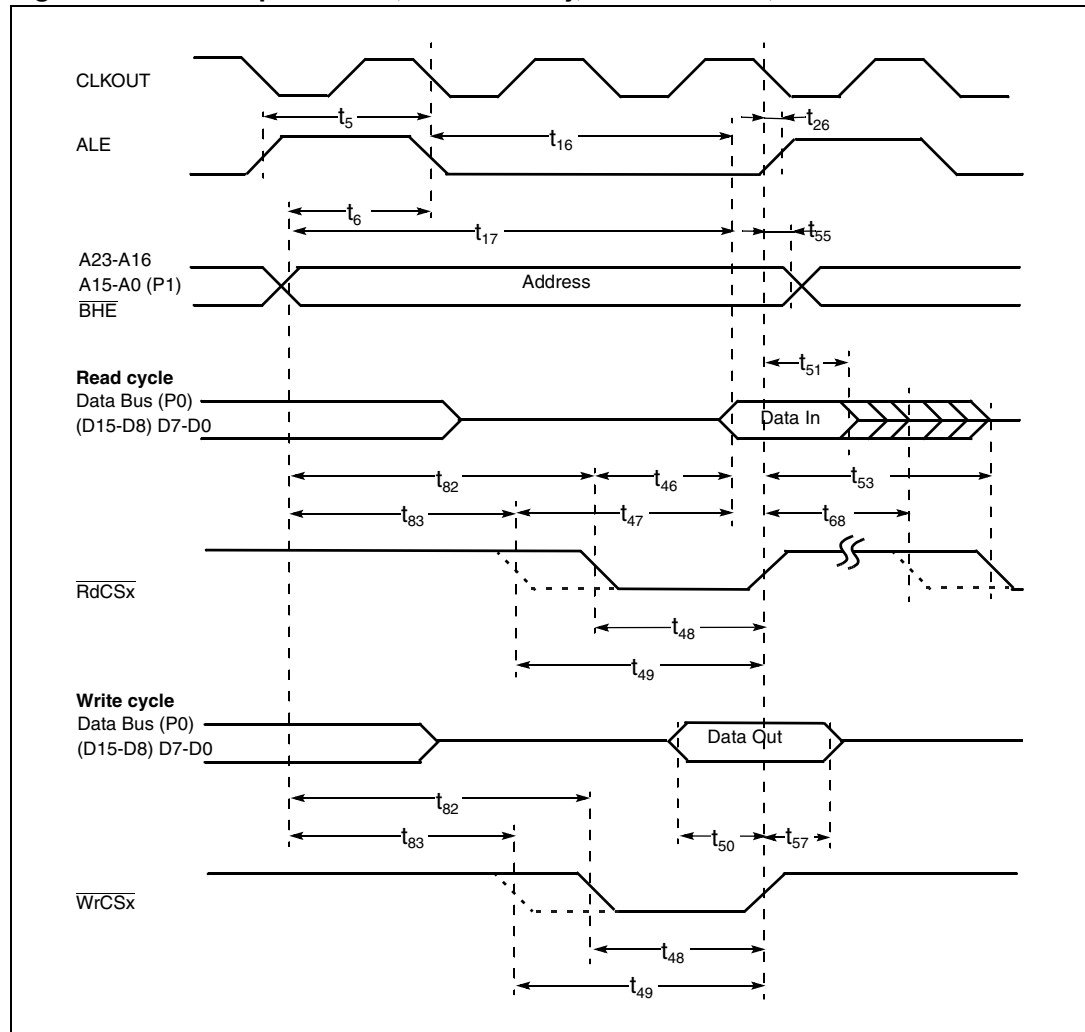 CLKOUT
t5
t26
t16
ALE
t6
t17
t55
A23-A16
A15-A0 (P1)
BHE
Address
t51
Read cycle
Data Bus (P0)
(D15-D8) D7-D0
Data In
t82
t46
t53
t83
t47
t68
RdCSx
t48
t49
Write cycle
Data Bus (P0)
(D15-D8) D7-D0
Data Out
t82
t83
t50
t57
WrCSx
t48
t49